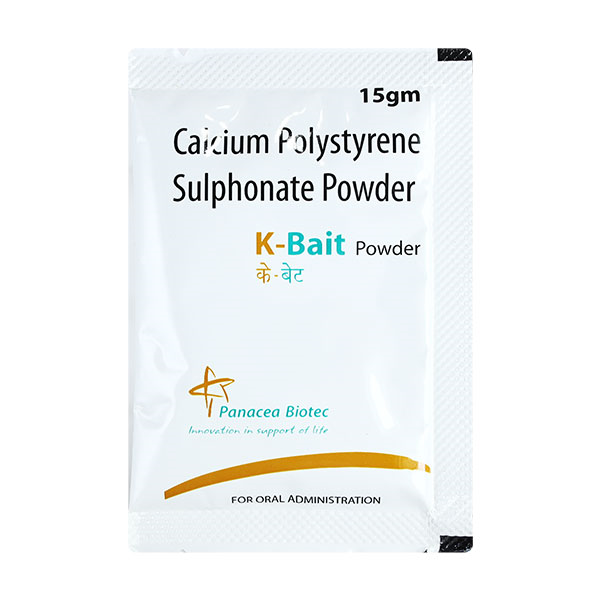 15gm
Calcium Polystyrene
Sulphonate Powder
K-Bait Powder
के-बेट
Panacea Biotec
Innovation in support of life
FOR ORAL ADMINISTRATION